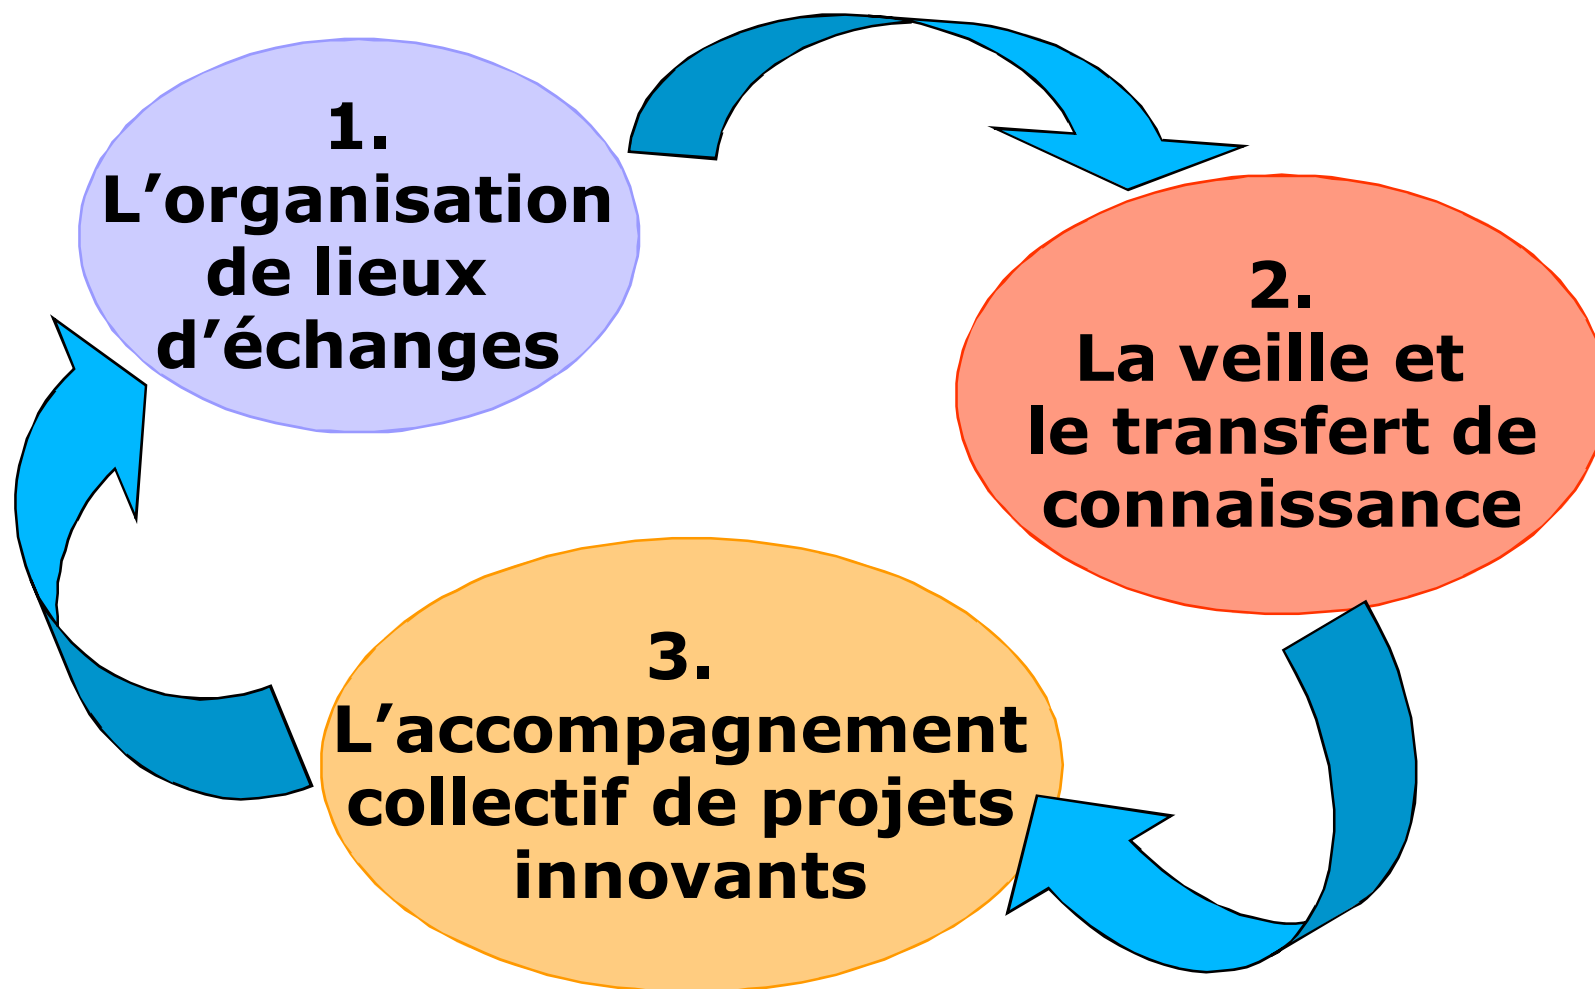 1.
L’organisation
de lieux
d’échanges
2.
La veille et
le transfert de
connaissance
3.
L’accompagnement
collectif de projets
innovants